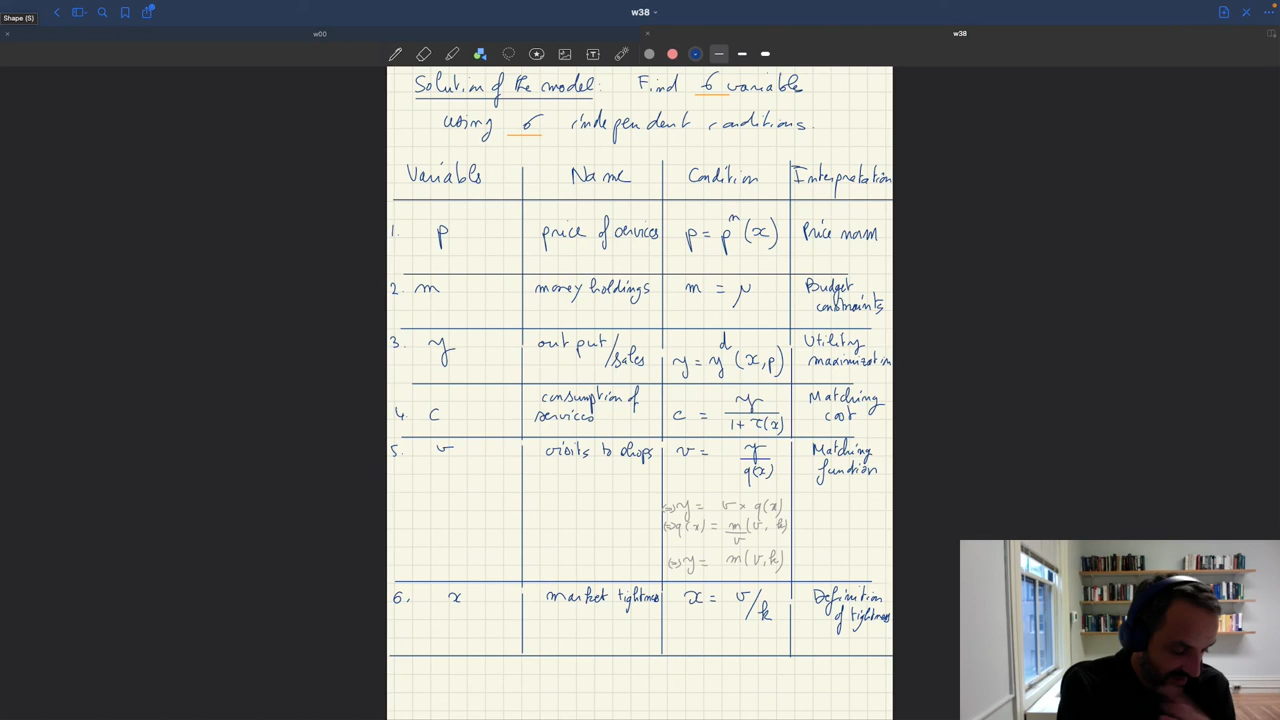 Shape (S)
w38
w00
w38
Solution of the model: Find 6 variable
using 6 independent conditions.
Variables Name Condition Interpretation
1. p price of services p = pⁿ(x) Price norm
2. m money holdings m = μ Budget constraints
3. y output/sales y = yᵈ(x,p) Utility maximization
4. c consumption of services c = y / (1 + τ(x)) Matching cost
5. v visits to shops v = y / q(x) Matching function
⇔ y = v × q(x)
⇔ q(x) = m/v (v, k)
⇔ y = m(v,k)
6. x market tightness x = v/k Definition of tightness